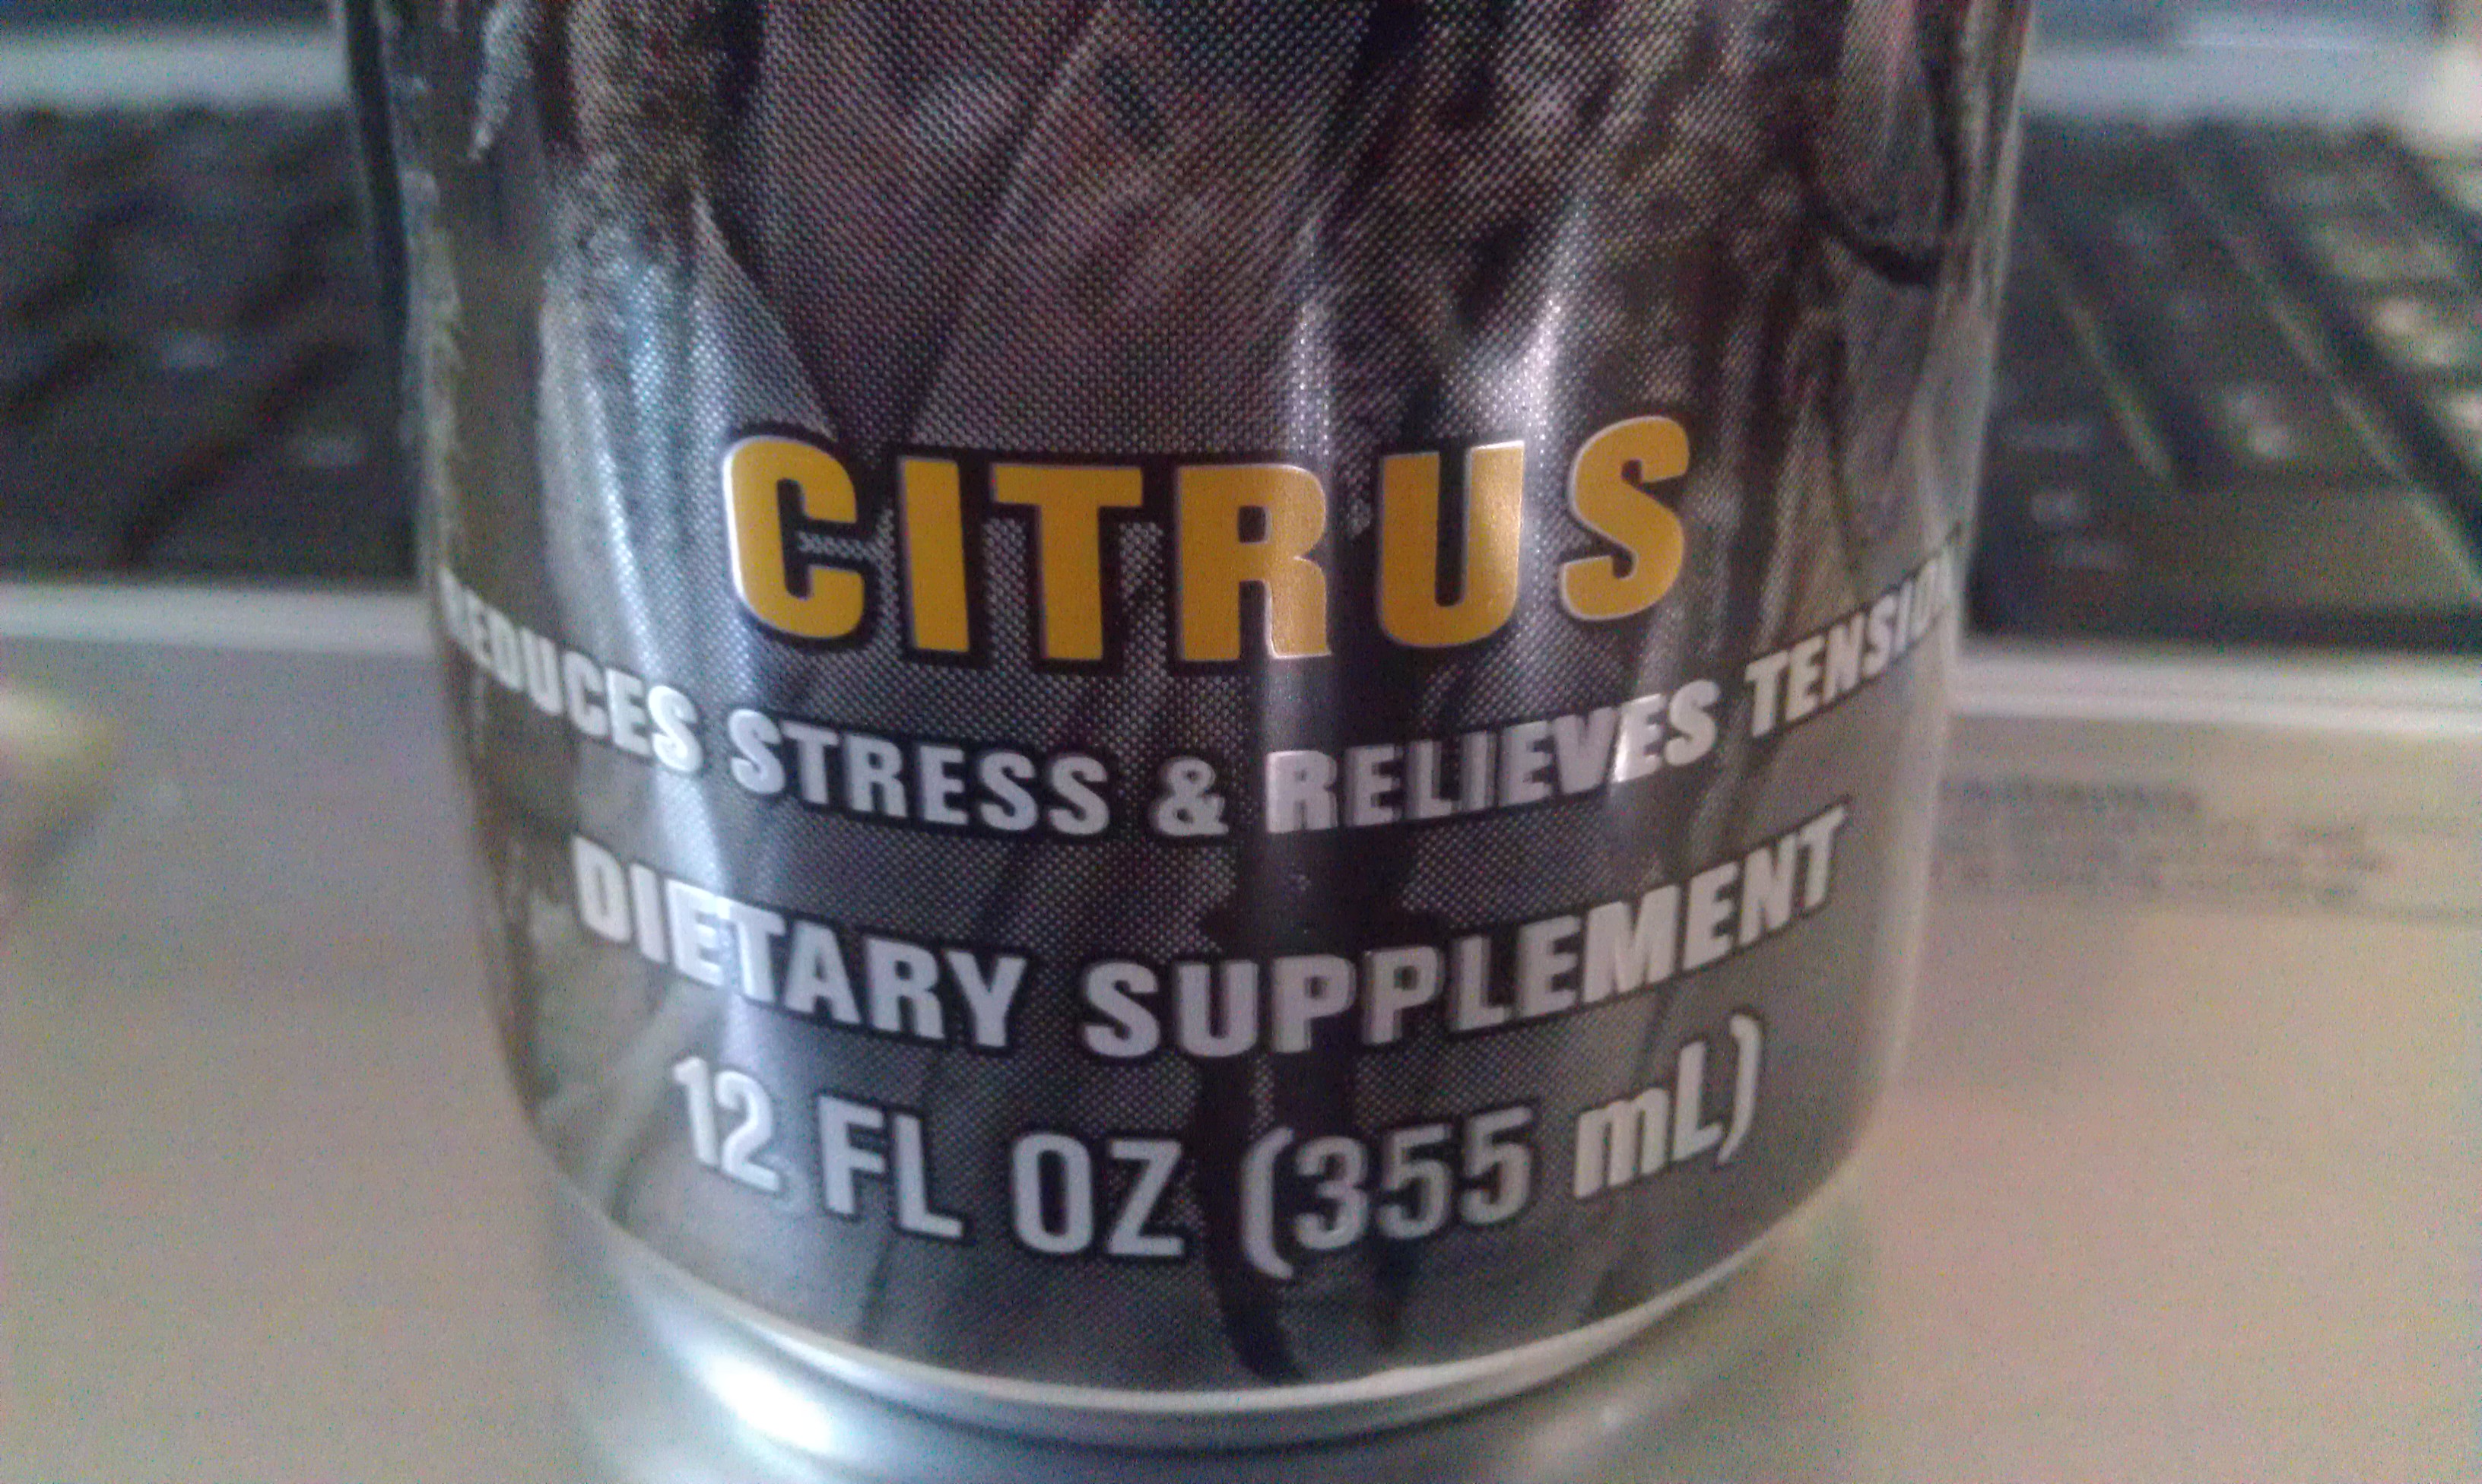 CITRUS
REDUCES STRESS & RELIEVES TENSION
DIETARY SUPPLEMENT
12 FL OZ (355 mL)